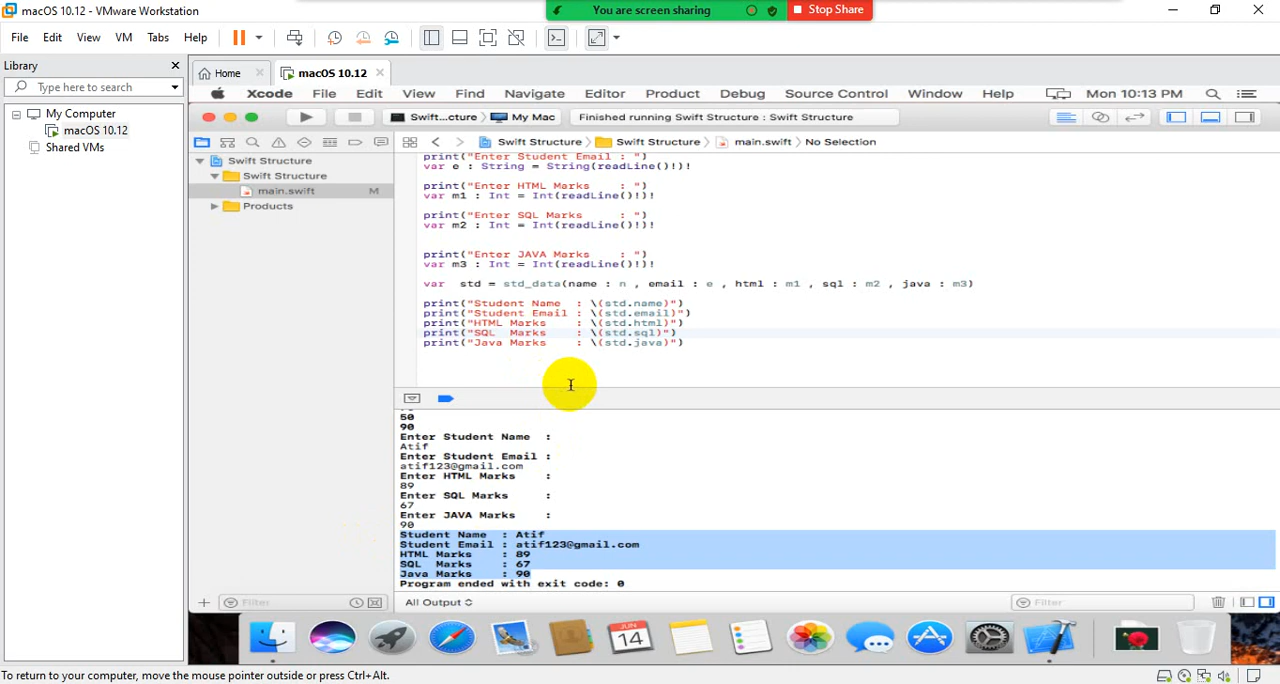 macOS 10.12 - VMware Workstation
You are screen sharing
Stop Share
File Edit View VM Tabs Help
Library
Type here to search
My Computer
macOS 10.12
Shared VMs
Home
macOS 10.12
Xcode File Edit View Find Navigate Editor Product Debug Source Control Window Help Mon 10:13 PM
Swift...cture
My Mac
Finished running Swift Structure : Swift Structure
Swift Structure
Swift Structure
main.swift
No Selection
Swift Structure
Swift Structure
main.swift M
Products
print("Enter Student Email : ")
var e : String = String(readLine()!)!
print("Enter HTML Marks    : ")
var m1 : Int = Int(readLine()!)!
print("Enter SQL Marks     : ")
var m2 : Int = Int(readLine()!)!
print("Enter JAVA Marks    : ")
var m3 : Int = Int(readLine()!)!
var  std = std_data(name : n , email : e , html : m1 , sql : m2 , java : m3)
print("Student Name  : \(std.name)")
print("Student Email : \(std.email)")
print("HTML Marks    : \(std.html)")
print("SQL  Marks    : \(std.sql)")
print("Java Marks    : \(std.java)")
50
90
Enter Student Name  :
Atif
Enter Student Email :
atif123@gmail.com
Enter HTML Marks    :
89
Enter SQL Marks     :
67
Enter JAVA Marks    :
90
Student Name  : Atif
Student Email : atif123@gmail.com
HTML Marks    : 89
SQL  Marks    : 67
Java Marks    : 90
Program ended with exit code: 0
Filter
All Output
Filter
JUN
14
To return to your computer, move the mouse pointer outside or press Ctrl+Alt.